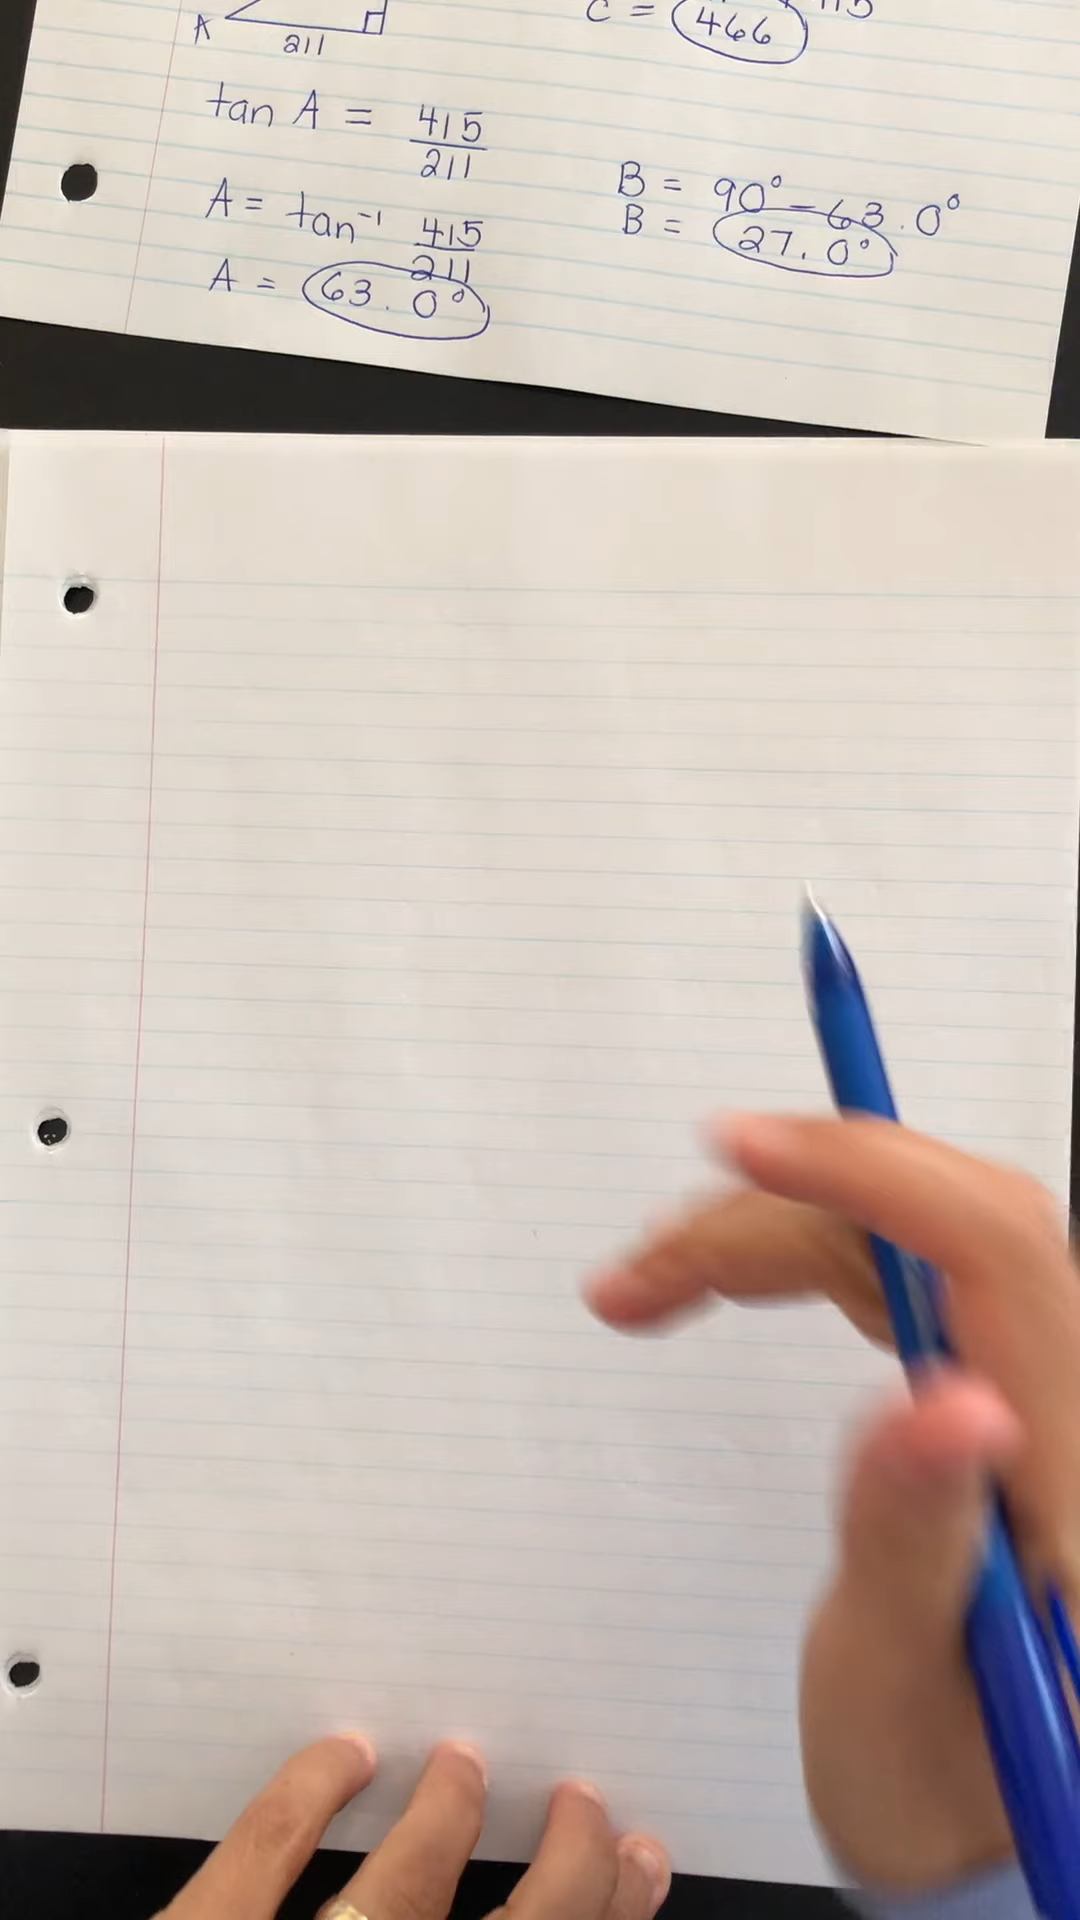 C = 466
A
211
tan A = 415
211
A = tan⁻¹ 415
211
A = 63.0°
B = 90° - 63.0°
B = 27.0°